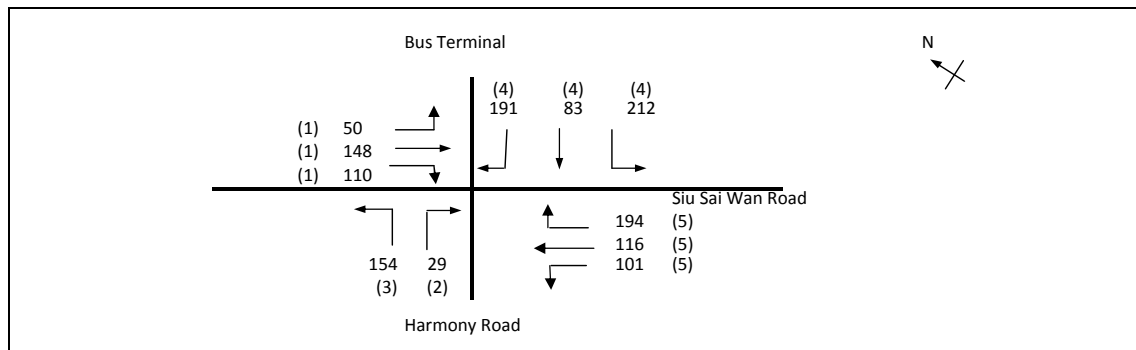 Bus Terminal
N
(4) (4) (4)
191 83 212
(1) 50
(1) 148
(1) 110
Siu Sai Wan Road
194 (5)
116 (5)
101 (5)
154 29
(3) (2)
Harmony Road